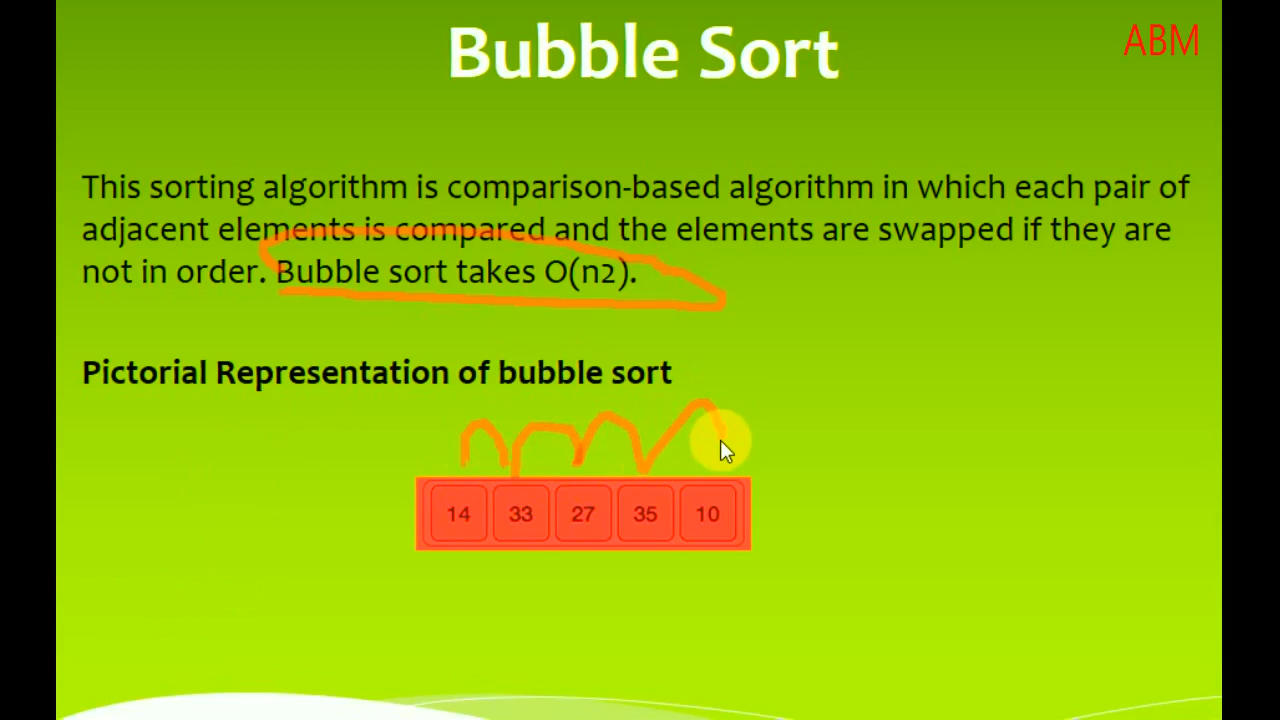 Bubble Sort
ABM
This sorting algorithm is comparison-based algorithm in which each pair of
adjacent elements is compared and the elements are swapped if they are
not in order. Bubble sort takes O(n2).
Pictorial Representation of bubble sort
14 33 27 35 10